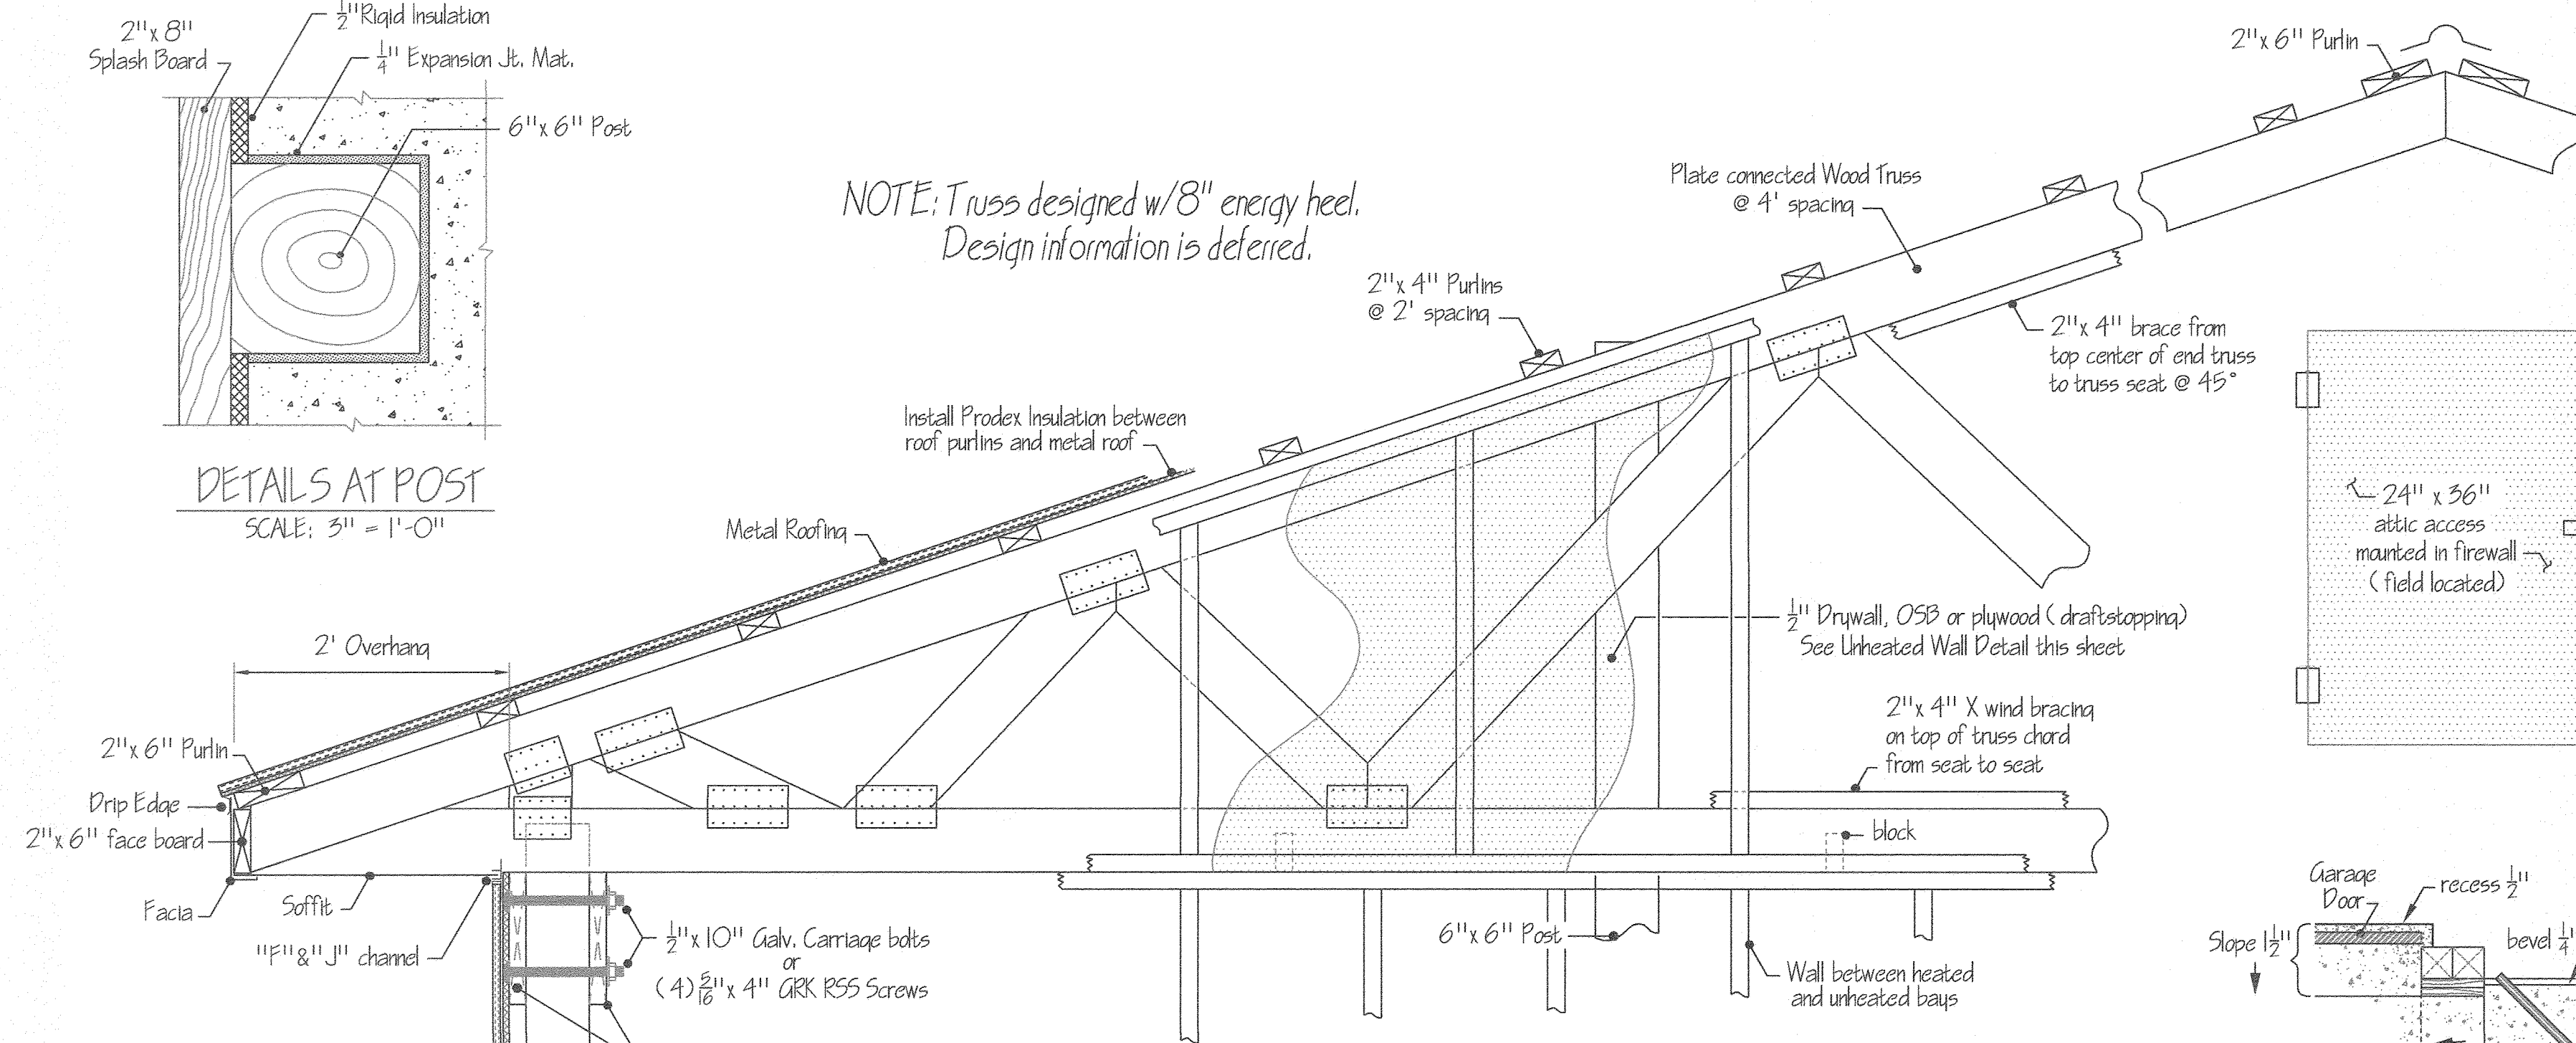 2"x 8"
Splash Board
1/2"Rigid Insulation
1/4" Expansion Jt. Mat.
6"x 6" Post
DETAILS AT POST
SCALE: 3" = 1'-0"
NOTE: Truss designed w/8" energy heel.
Design information is deferred.
2"x 6" Purlin
Plate connected Wood Truss
@ 4' spacing
2"x 4" Purlins
@ 2' spacing
2"x 4" brace from
top center of end truss
to truss seat @ 45°
Install Prodex Insulation between
roof purlins and metal roof
Metal Roofing
24" x 36"
attic access
mounted in firewall
( field located)
2' Overhang
1/2" Drywall, OSB or plywood ( draftstopping)
See Unheated Wall Detail this sheet
2"x 4" X wind bracing
on top of truss chord
from seat to seat
2"x 6" Purlin
Drip Edge
2"x 6" face board
block
Facia
Soffit
"F"&"J" channel
1/2"x 10" Galv. Carriage bolts
or
( 4) 5/16"x 4" GRK RSS Screws
6"x 6" Post
Wall between heated
and unheated bays
Garage
Door
recess 1/2"
Slope 1 1/2"
bevel 1/4"